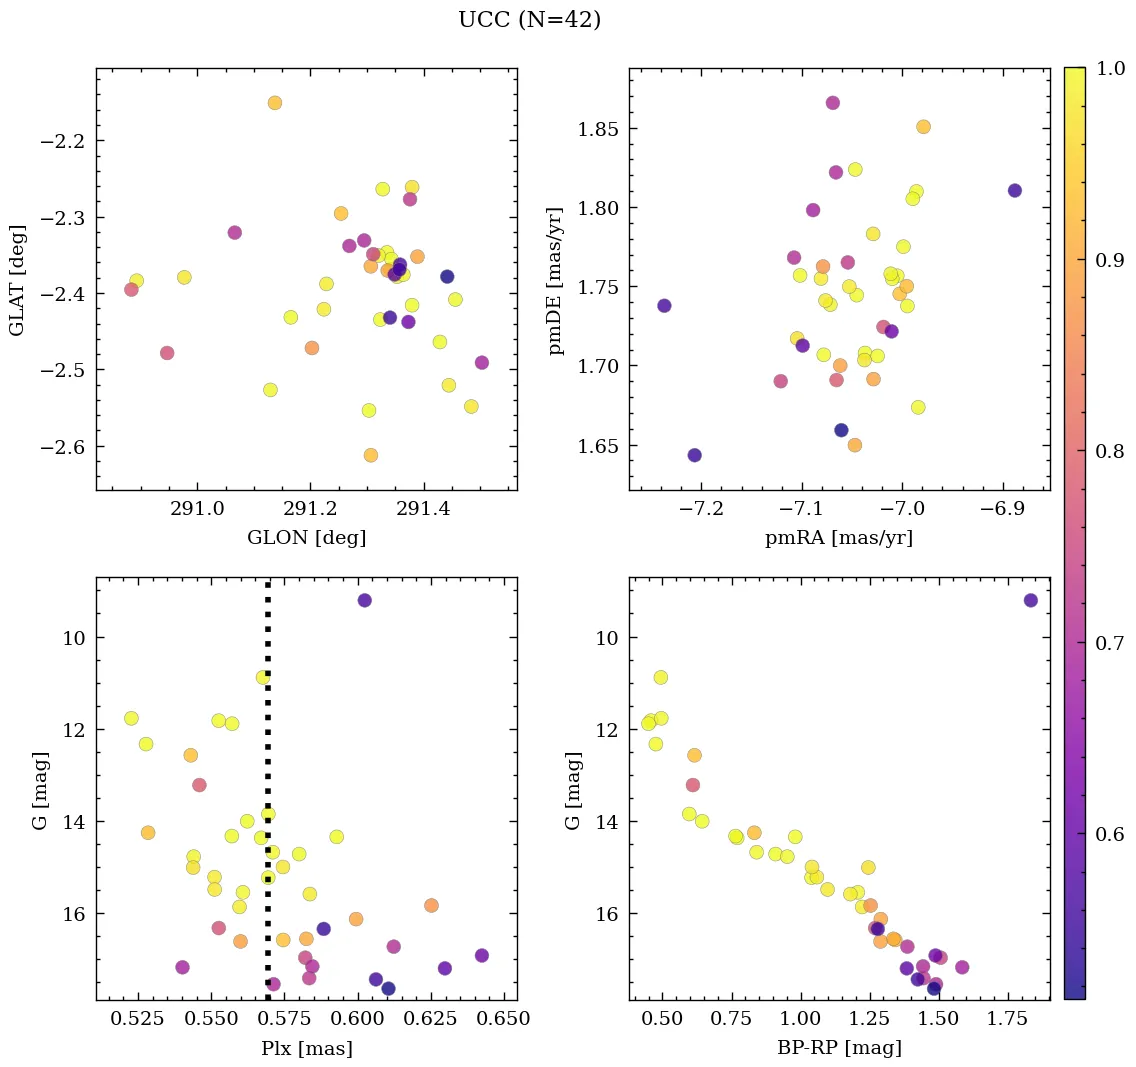 UCC (N=42)
−2.2
−2.3
−2.4
−2.5
−2.6
GLAT [deg]
291.0 291.2 291.4
GLON [deg]
1.85
1.80
1.75
1.70
1.65
pmDE [mas/yr]
−7.2 −7.1 −7.0 −6.9
pmRA [mas/yr]
1.0
0.9
0.8
0.7
0.6
10
12
14
16
G [mag]
0.525 0.550 0.575 0.600 0.625 0.650
Plx [mas]
10
12
14
16
G [mag]
0.50 0.75 1.00 1.25 1.50 1.75
BP-RP [mag]